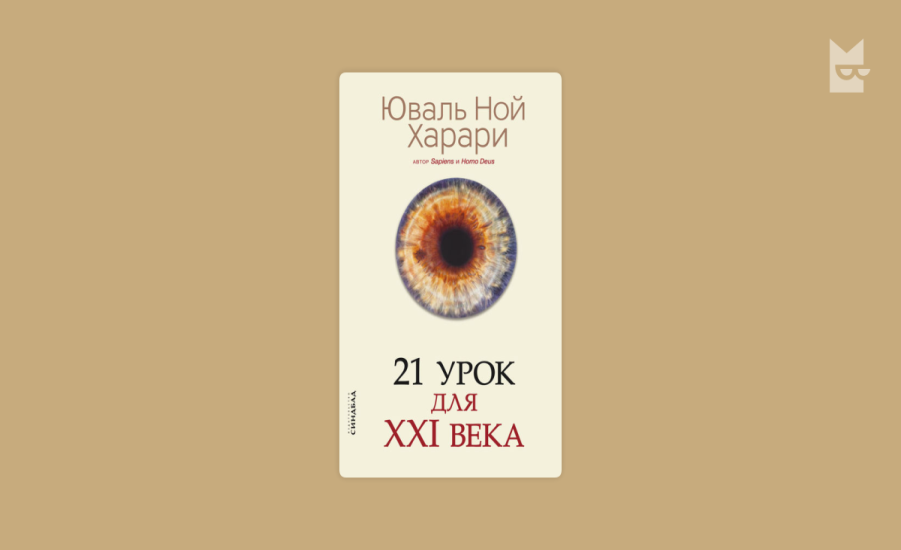 Юваль Ной
Харари
автор Sapiens и Homo Deus
21 УРОК
ДЛЯ
XXI ВЕКА
СИНДБАД